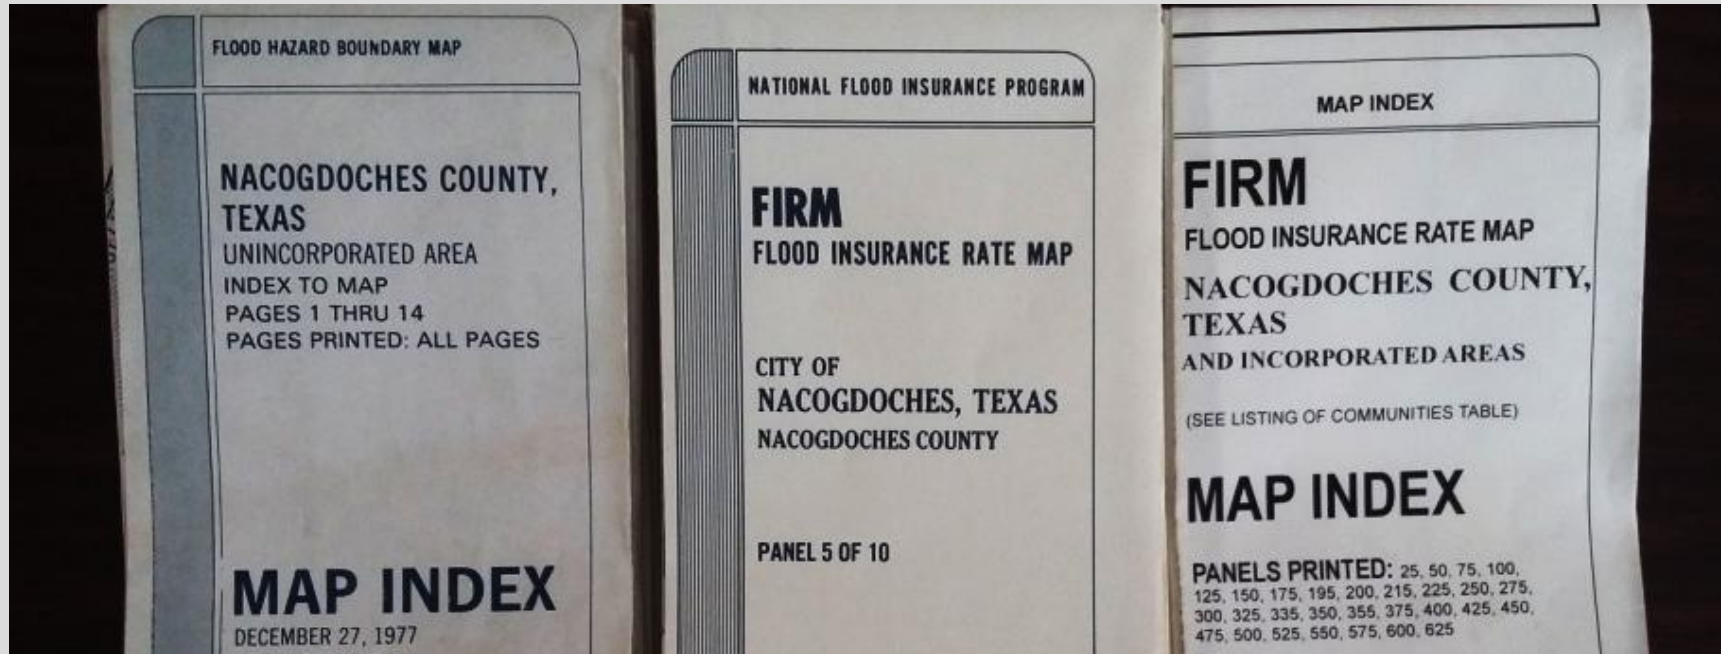 FLOOD HAZARD BOUNDARY MAP
NACOGDOCHES COUNTY,
TEXAS
UNINCORPORATED AREA
INDEX TO MAP
PAGES 1 THRU 14
PAGES PRINTED: ALL PAGES
MAP INDEX
DECEMBER 27, 1977
NATIONAL FLOOD INSURANCE PROGRAM
FIRM
FLOOD INSURANCE RATE MAP
CITY OF
NACOGDOCHES, TEXAS
NACOGDOCHES COUNTY
PANEL 5 OF 10
MAP INDEX
FIRM
FLOOD INSURANCE RATE MAP
NACOGDOCHES COUNTY,
TEXAS
AND INCORPORATED AREAS
(SEE LISTING OF COMMUNITIES TABLE)
MAP INDEX
PANELS PRINTED: 25, 50, 75, 100,
125, 150, 175, 195, 200, 215, 225, 250, 275,
300, 325, 335, 350, 355, 375, 400, 425, 450,
475, 500, 525, 550, 575, 600, 625